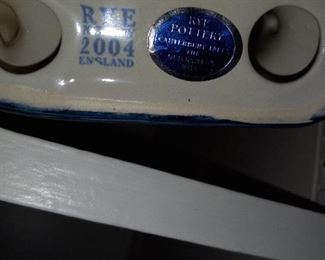 RYE
2004
ENGLAND
RYE
POTTERY
CANTERBURY TALES
THE